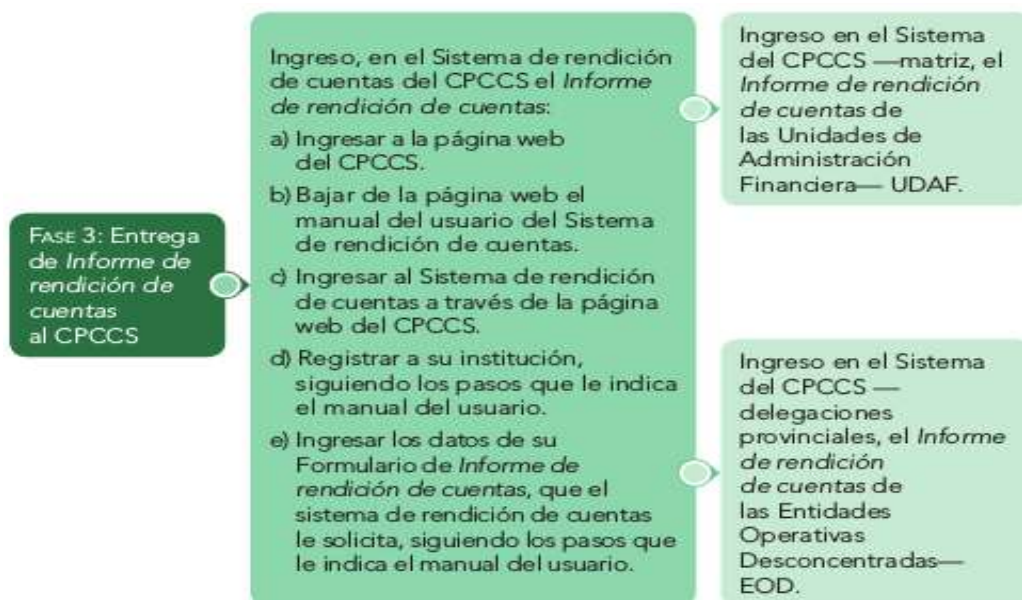 FASE 3: Entrega
de Informe de
rendición de
cuentas
al CPCCS
Ingreso, en el Sistema de rendición
de cuentas del CPCCS el Informe
de rendición de cuentas:
a) Ingresar a la página web
del CPCCS.
b) Bajar de la página web el
manual del usuario del Sistema
de rendición de cuentas.
c) Ingresar al Sistema de rendición
de cuentas a través de la página
web del CPCCS.
d) Registrar a su institución,
siguiendo los pasos que le indica
el manual del usuario.
e) Ingresar los datos de su
Formulario de Informe de
rendición de cuentas, que el
sistema de rendición de cuentas
le solicita, siguiendo los pasos que
le indica el manual del usuario.
Ingreso en el Sistema
del CPCCS —matriz, el
Informe de rendición
de cuentas de
las Unidades de
Administración
Financiera— UDAF.
Ingreso en el Sistema
del CPCCS —
delegaciones
provinciales, el Informe
de rendición
de cuentas de
las Entidades
Operativas
Desconcentradas—
EOD.